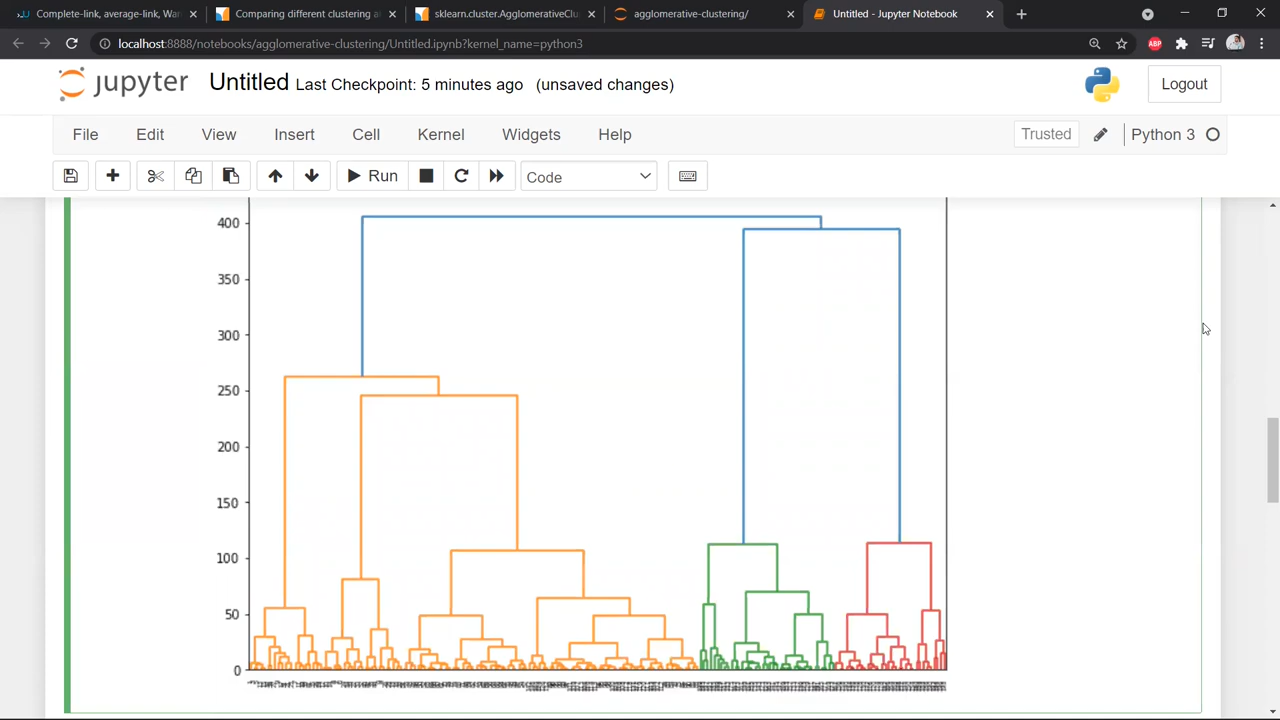 Complete-link, average-link, War
Comparing different clustering a
sklearn.cluster.AgglomerativeClu
agglomerative-clustering/
Untitled - Jupyter Notebook
localhost:8888/notebooks/agglomerative-clustering/Untitled.ipynb?kernel_name=python3
ABP
jupyter Untitled Last Checkpoint: 5 minutes ago (unsaved changes)
Logout
File Edit View Insert Cell Kernel Widgets Help
Trusted
Python 3
Run
Code
400
350
300
250
200
150
100
50
0